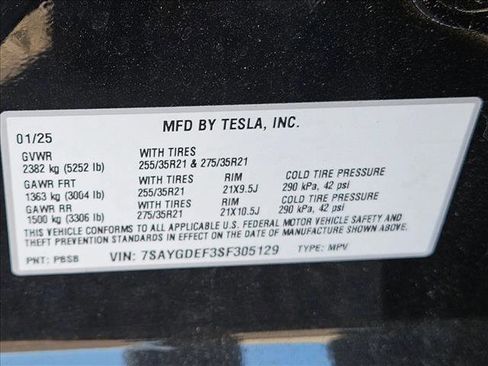 MFD BY TESLA, INC.
01/25
GVWR WITH TIRES
2382 kg (5252 lb) 255/35R21 & 275/35R21
GAWR FRT WITH TIRES RIM COLD TIRE PRESSURE
1363 kg (3004 lb) 255/35R21 21X9.5J 290 kPa, 42 psi
GAWR RR WITH TIRES RIM COLD TIRE PRESSURE
1500 kg (3306 lb) 275/35R21 21X10.5J 290 kPa, 42 psi
THIS VEHICLE CONFORMS TO ALL APPLICABLE U.S. FEDERAL MOTOR VEHICLE SAFETY AND
THEFT PREVENTION STANDARDS IN EFFECT ON THE DATE OF MANUFACTURE SHOWN ABOVE.
PNT: PBSB VIN: 7SAYGDEF3SF305129 TYPE: MPV